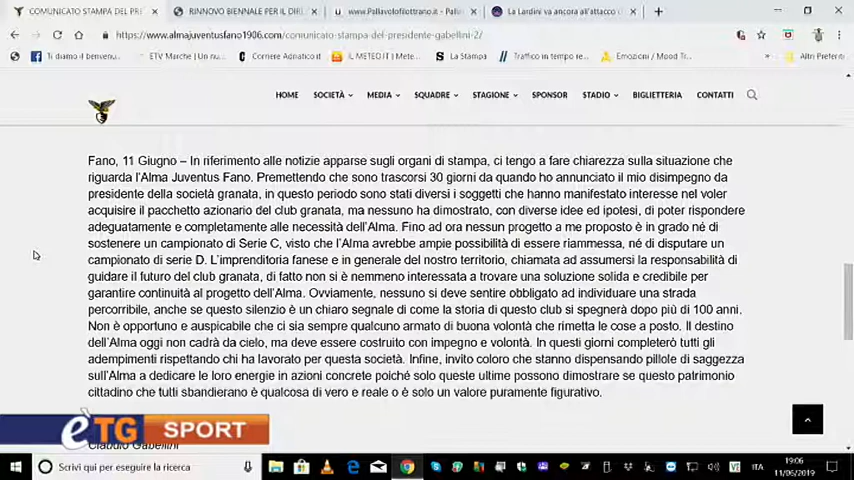 COMUNICATO STAMPA DEL PRE
RINNOVO BIENNALE PER IL DIRE
www.Pallavolofilottrano.it - Pall
La Lardini va ancora all'attacco d
https://www.almajuventusfano1906.com/comunicato-stampa-del-presidente-gabellini-2/
Ti diamo il benvenu... ETV Marche | Un nu... Corriere Adriatico.it IL METEO.IT | Meteo... La Stampa Traffico in tempo re... Emozioni / Mood Tra... Altri Preferiti
HOME SOCIETÀ MEDIA SQUADRE STAGIONE SPONSOR STADIO BIGLIETTERIA CONTATTI
Fano, 11 Giugno – In riferimento alle notizie apparse sugli organi di stampa, ci tengo a fare chiarezza sulla situazione che
riguarda l'Alma Juventus Fano. Premettendo che sono trascorsi 30 giorni da quando ho annunciato il mio disimpegno da
presidente della società granata, in questo periodo sono stati diversi i soggetti che hanno manifestato interesse nel voler
acquisire il pacchetto azionario del club granata, ma nessuno ha dimostrato, con diverse idee ed ipotesi, di poter rispondere
adeguatamente e completamente alle necessità dell'Alma. Fino ad ora nessun progetto a me proposto è in grado né di
sostenere un campionato di Serie C, visto che l'Alma avrebbe ampie possibilità di essere riammessa, né di disputare un
campionato di serie D. L'imprenditoria fanese e in generale del nostro territorio, chiamata ad assumersi la responsabilità di
guidare il futuro del club granata, di fatto non si è nemmeno interessata a trovare una soluzione solida e credibile per
garantire continuità al progetto dell'Alma. Ovviamente, nessuno si deve sentire obbligato ad individuare una strada
percorribile, anche se questo silenzio è un chiaro segnale di come la storia di questo club si spegnerà dopo più di 100 anni.
Non è opportuno e auspicabile che ci sia sempre qualcuno armato di buona volontà che rimetta le cose a posto. Il destino
dell'Alma oggi non cadrà da cielo, ma deve essere costruito con impegno e volontà. In questi giorni completerò tutti gli
adempimenti rispettando chi ha lavorato per questa società. Infine, invito coloro che stanno dispensando pillole di saggezza
sull'Alma a dedicare le loro energie in azioni concrete poiché solo queste ultime possono dimostrare se questo patrimonio
cittadino che tutti sbandierano è qualcosa di vero e reale o è solo un valore puramente figurativo.
èTG SPORT
Claudio Gabellini
Scrivi qui per eseguire la ricerca
ITA
19:06
11/06/2019